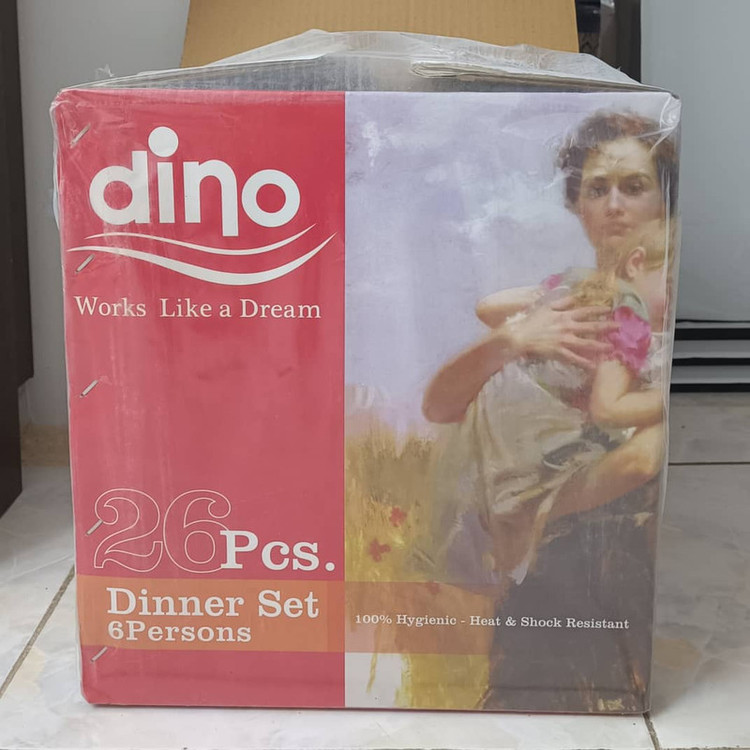 dino
Works Like a Dream
26Pcs.
Dinner Set
6Persons
100% Hygienic - Heat & Shock Resistant